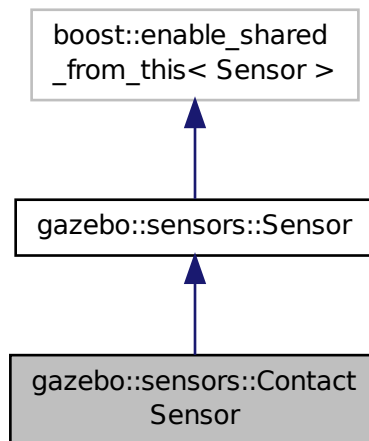 boost::enable_shared
_from_this< Sensor >
gazebo::sensors::Sensor
gazebo::sensors::Contact
Sensor